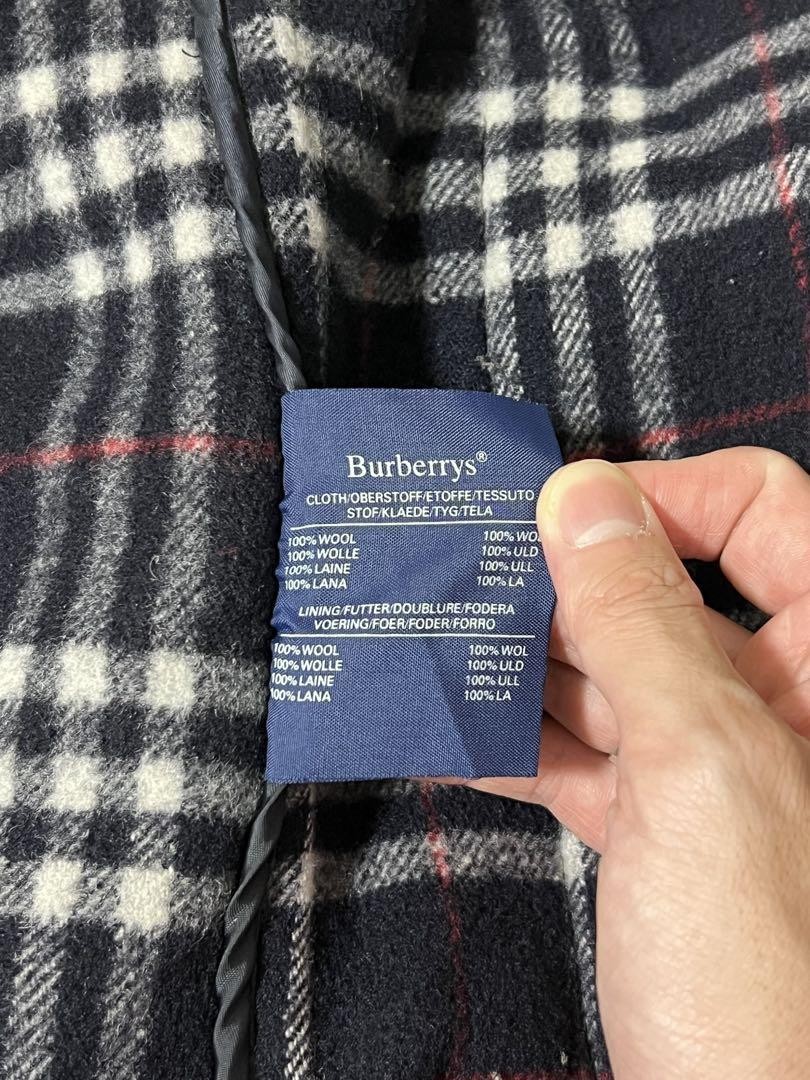 Burberrys®
CLOTH/OBERSTOFF/ETOFFE/TESSUTO
STOF/KLAEDE/TYG/TELA
100% WOOL 100% WO
100% WOLLE 100% ULD
100% LAINE 100% ULL
100% LANA 100% LA
LINING/FUTTER/DOUBLURE/FODERA
VOERING/FOER/FODER/FORRO
100% WOOL 100% WOL
100% WOLLE 100% ULD
100% LAINE 100% ULL
100% LANA 100% LA